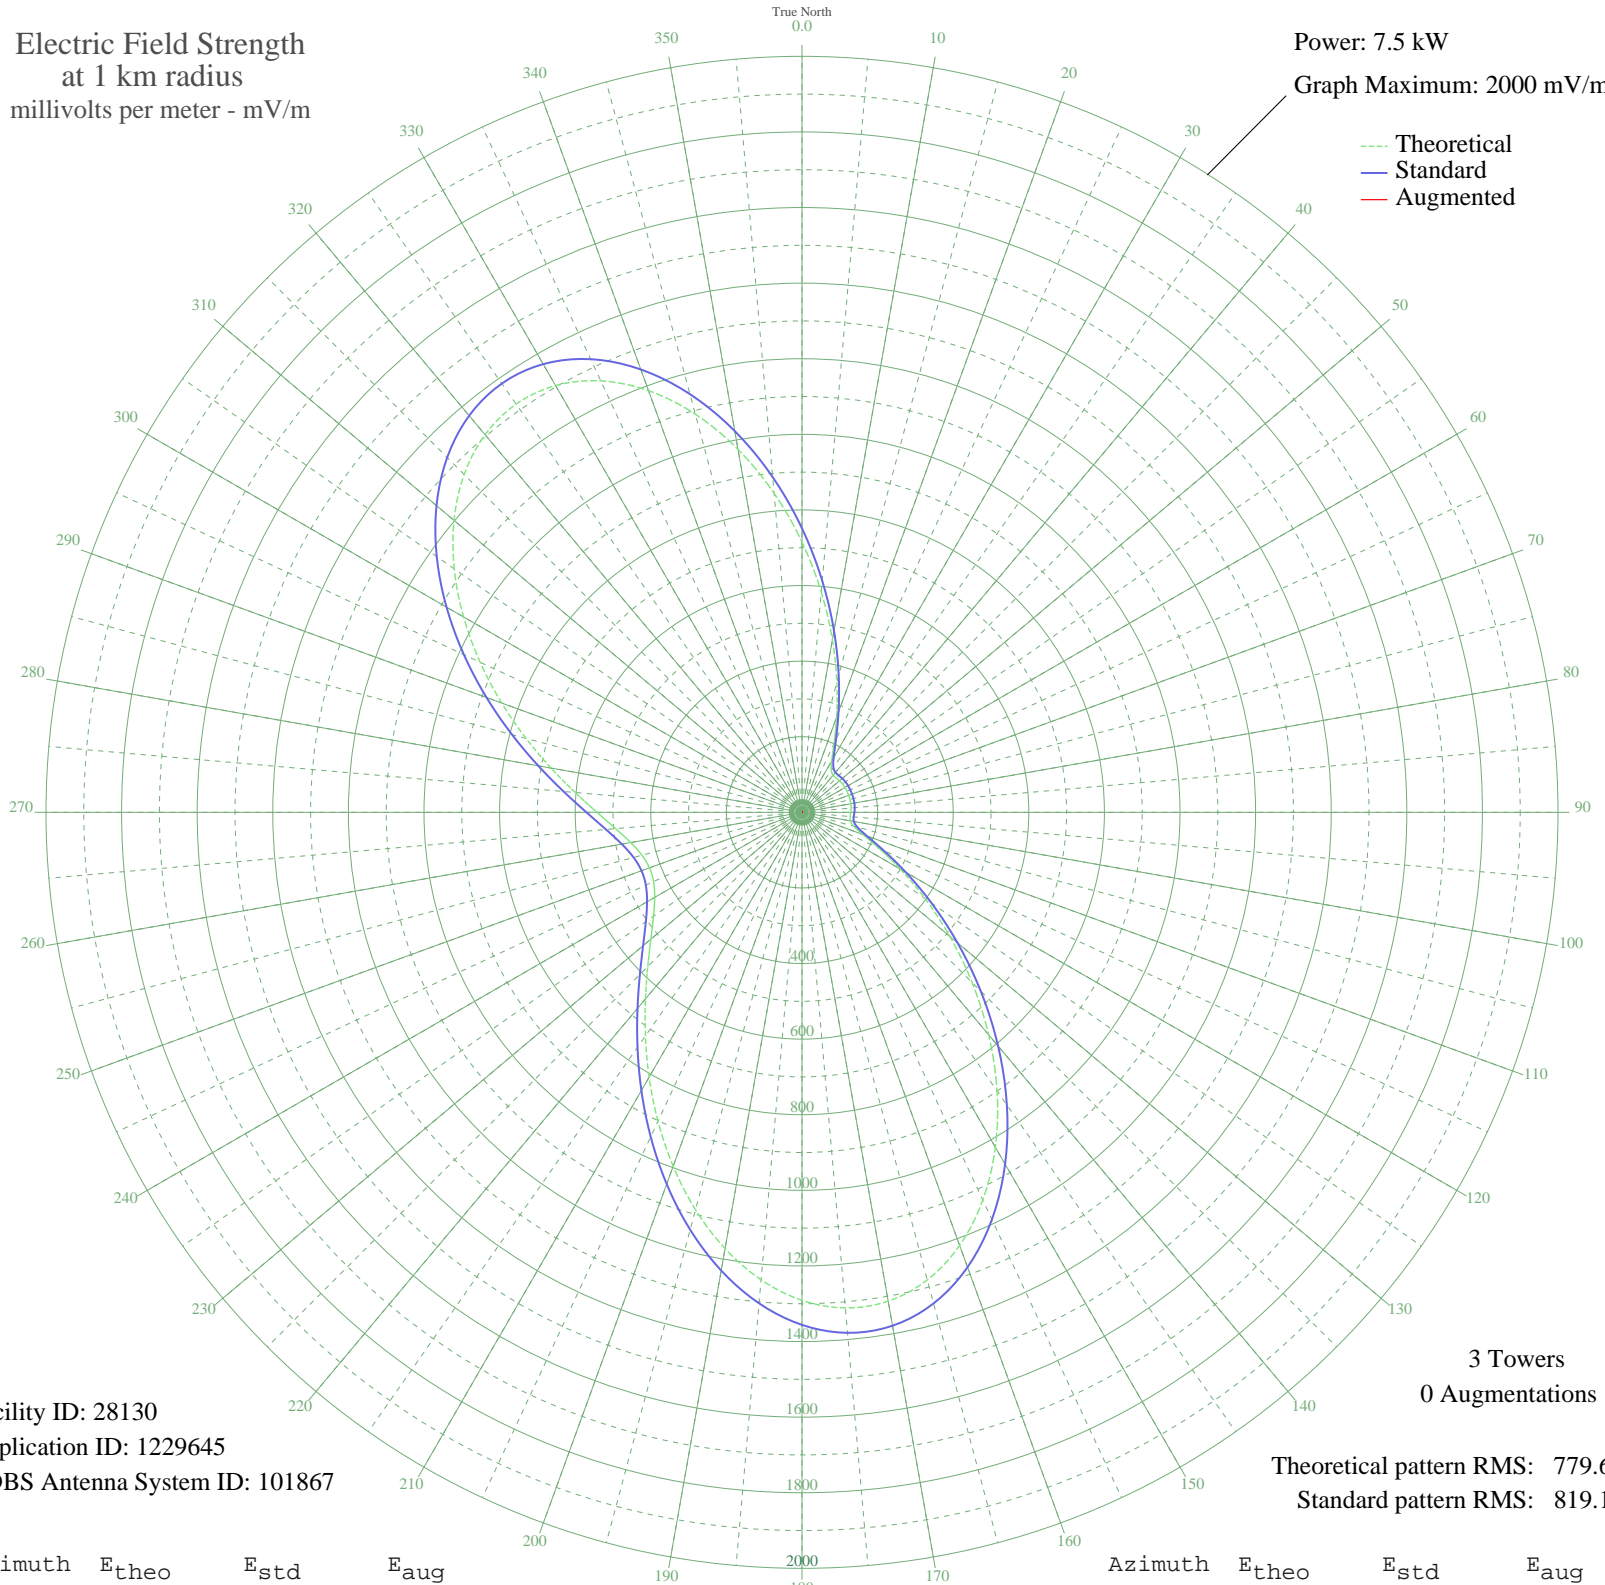 True North
0.0
Electric Field Strength
at 1 km radius
millivolts per meter - mV/m
Power: 7.5 kW
Graph Maximum: 2000 mV/m
Theoretical
Standard
Augmented
10
20
30
40
50
60
70
80
90
100
110
120
130
140
150
160
170
190
200
210
220
230
240
250
260
270
280
290
300
310
320
330
340
350
400
600
800
1000
1200
1400
1600
1800
2000
3 Towers
0 Augmentations
cility ID: 28130
plication ID: 1229645
DBS Antenna System ID: 101867
Theoretical pattern RMS: 779.6
Standard pattern RMS: 819.1
imuth Etheo Estd Eaug
Azimuth Etheo Estd Eaug